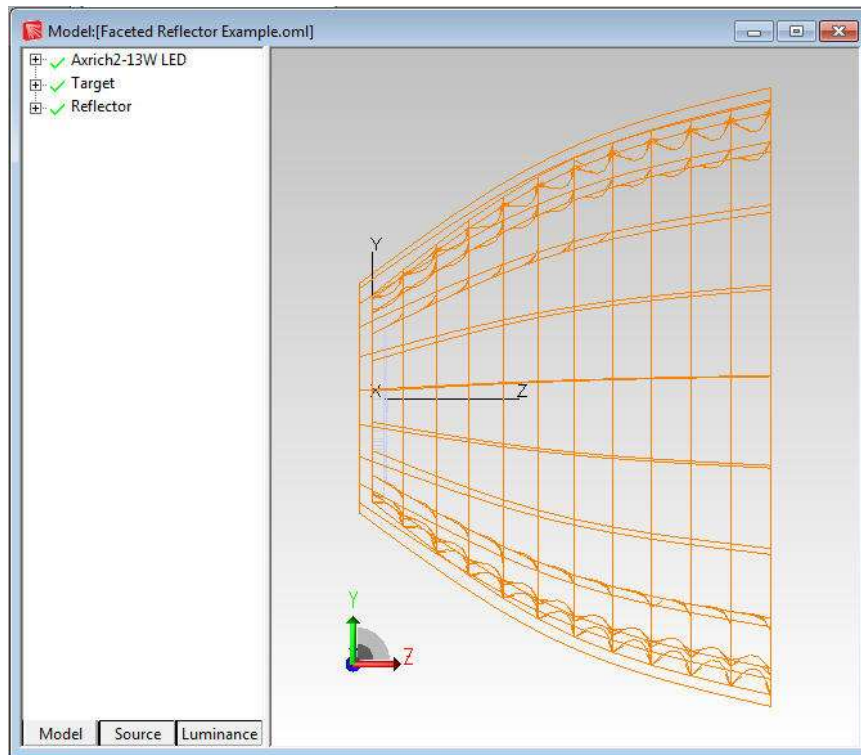 Model:[Faceted Reflector Example.oml]
Axrich2-13W LED
Target
Reflector
Y
X
Z
Y
Z
Model
Source
Luminance